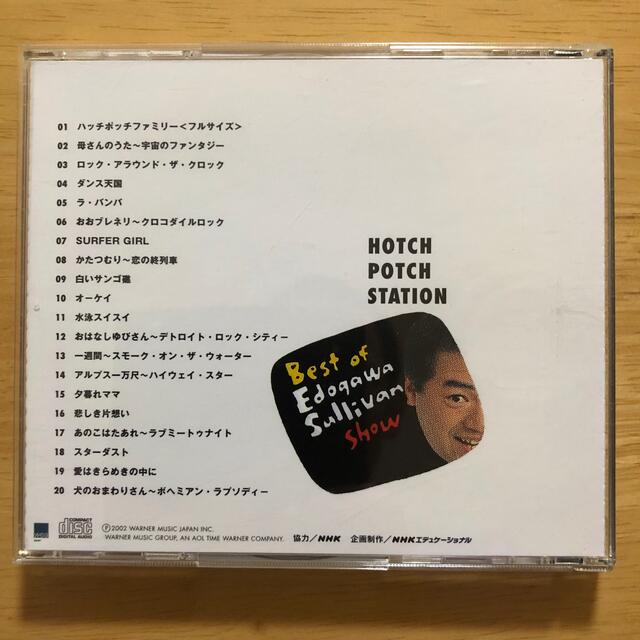 01 ハッチポッチファミリー＜フルサイズ＞
02 母さんのうた〜宇宙のファンタジー
03 ロック・アラウンド・ザ・クロック
04 ダンス天国
05 ラ・バンバ
06 おおブレネリ〜クロコダイルロック
07 SURFER GIRL
08 かたつむり〜恋の終列車
09 白いサンゴ礁
10 オーケイ
11 水泳スイスイ
12 おはなしゆびさん〜デトロイト・ロック・シティー
13 一週間〜スモーク・オン・ザ・ウォーター
14 アルプス一万尺〜ハイウェイ・スター
15 夕暮れママ
16 悲しき片想い
17 あのこはたあれ〜ラブミートゥナイト
18 スターダスト
19 愛はきらめきの中に
20 犬のおまわりさん〜ボヘミアン・ラプソディー
HOTCH
POTCH
STATION
Best of
Edogawa
Sullivan
Show
COMPACT
disc
DIGITAL AUDIO
Ⓟ2002 WARNER MUSIC JAPAN INC.
WARNER MUSIC GROUP, AN AOL TIME WARNER COMPANY.
協力／NHK 企画制作／NHKエデュケーショナル